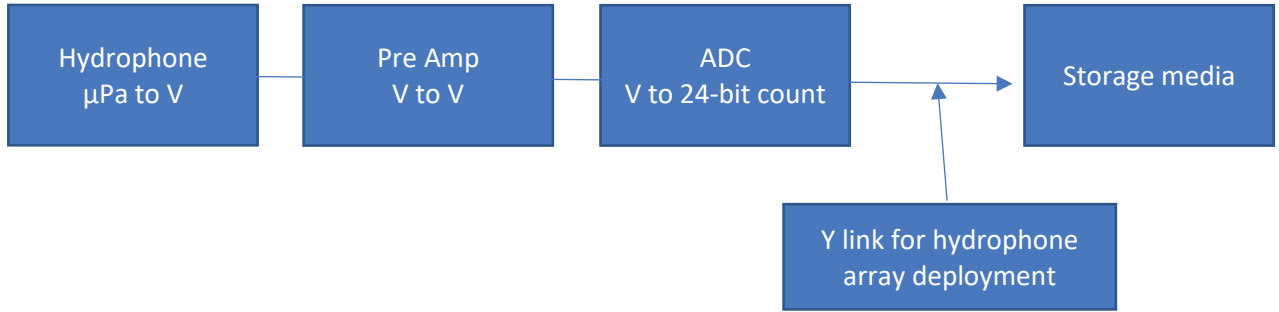 Hydrophone
µPa to V
Pre Amp
V to V
ADC
V to 24-bit count
Storage media
Y link for hydrophone
array deployment